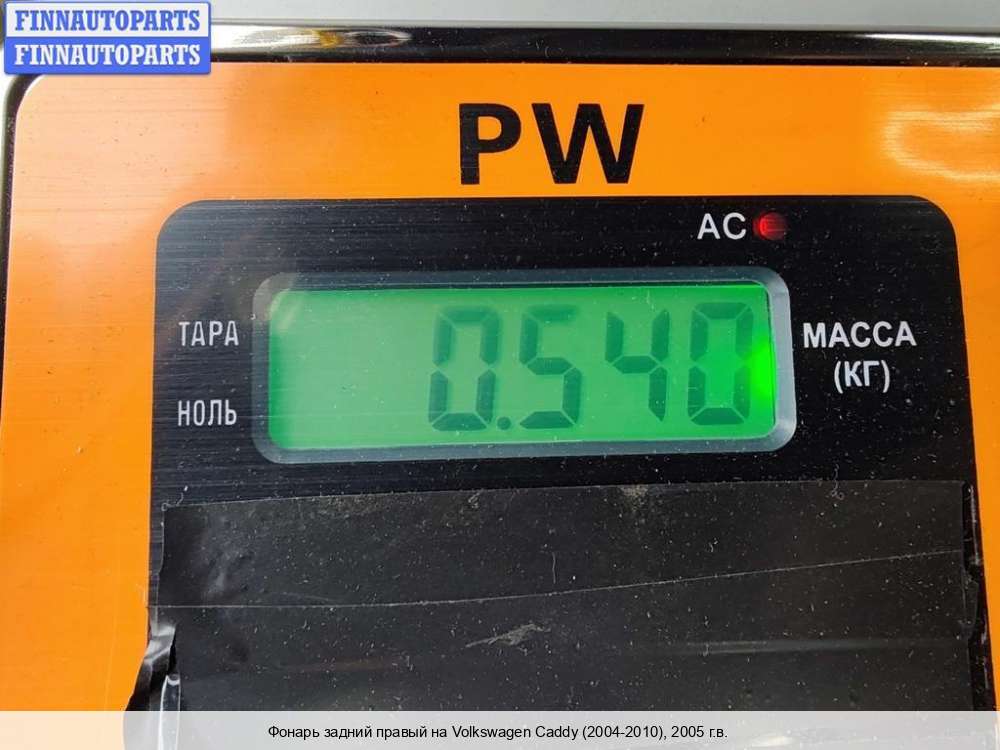 FINNAUTOPARTS
FINNAUTOPARTS
PW
AC
ТАРА
0.540
МАССА
(КГ)
НОЛЬ
Фонарь задний правый на Volkswagen Caddy (2004-2010), 2005 г.в.